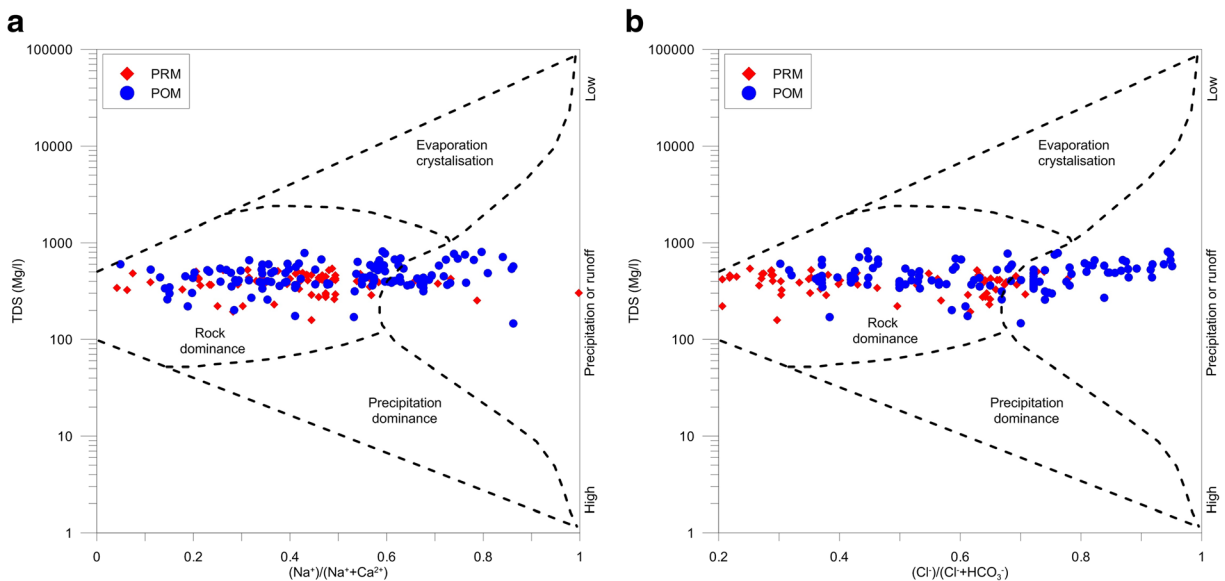 a
100000
10000
1000
100
10
1
TDS (Mg/l)
PRM
POM
Evaporation
crystalisation
Rock
dominance
Precipitation
dominance
Low
Precipitation or runoff
High
0
0.2
0.4
0.6
0.8
1
(Na⁺)/(Na⁺+Ca²⁺)
b
100000
10000
1000
100
10
1
TDS (Mg/l)
PRM
POM
Evaporation
crystalisation
Rock
dominance
Precipitation
dominance
Low
Precipitation or runoff
High
0.2
0.4
0.6
0.8
1
(Cl⁻)/(Cl⁻+HCO₃⁻)